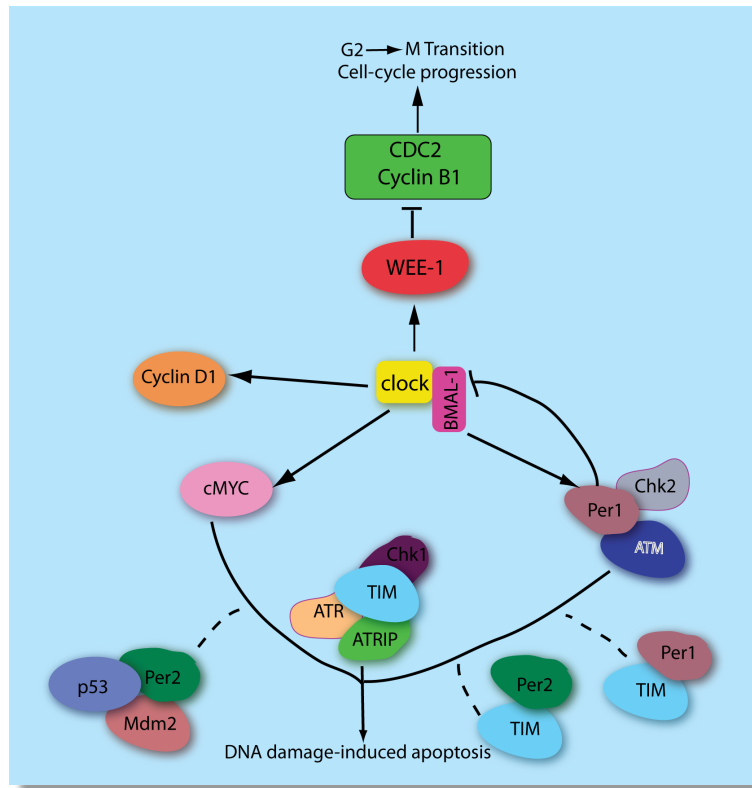 G2 M Transition
Cell-cycle progression
CDC2
Cyclin B1
WEE-1
Cyclin D1
clock
BMAL-1
cMYC
Chk2
Per1
ATM
Chk1
TIM
ATR
ATRIP
Per1
TIM
Per2
p53
Mdm2
Per2
TIM
DNA damage-induced apoptosis